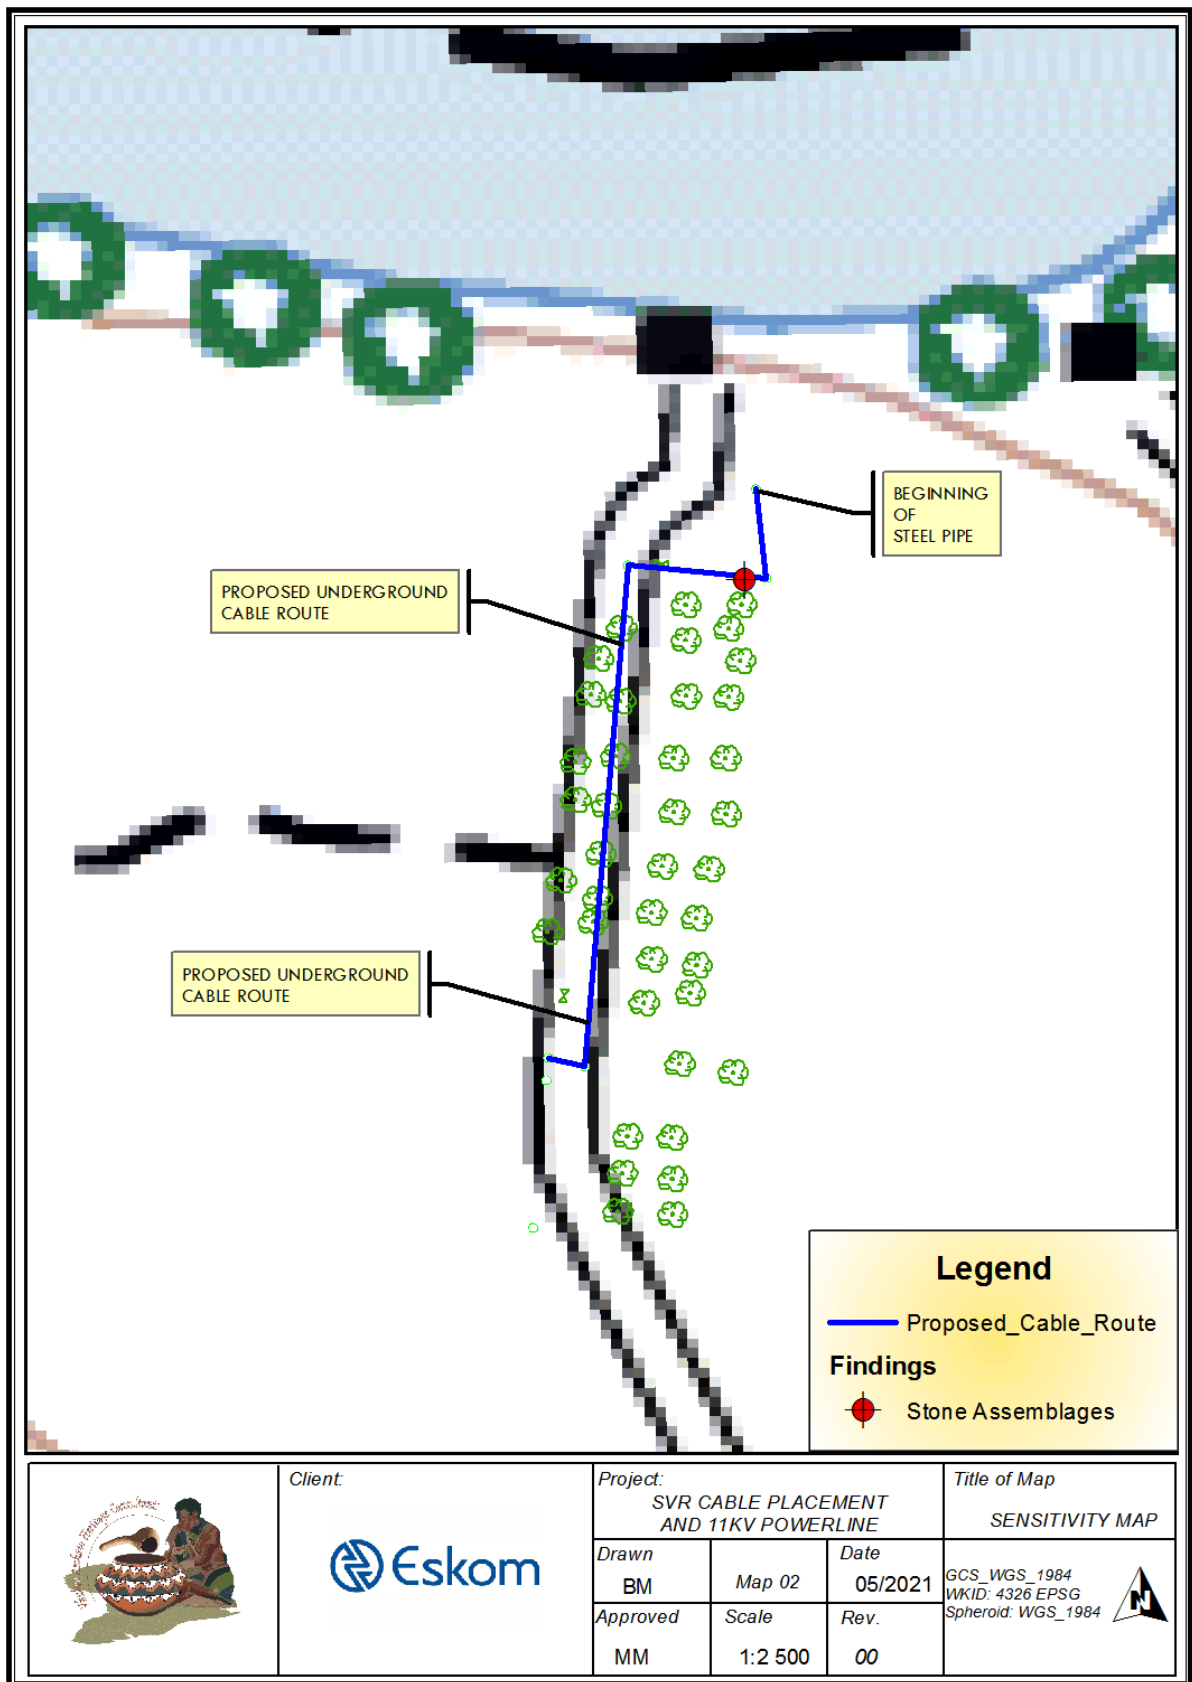 BEGINNING
OF
STEEL PIPE
PROPOSED UNDERGROUND
CABLE ROUTE
PROPOSED UNDERGROUND
CABLE ROUTE
Legend
Proposed_Cable_Route
Findings
Stone Assemblages
Client:
Eskom
Project:
SVR CABLE PLACEMENT
AND 11KV POWERLINE
Title of Map
SENSITIVITY MAP
Drawn
BM
Map 02
Date
05/2021
GCS_WGS_1984
WKID: 4326 EPSG
Spheroid: WGS_1984
N
Approved
MM
Scale
1:2 500
Rev.
00